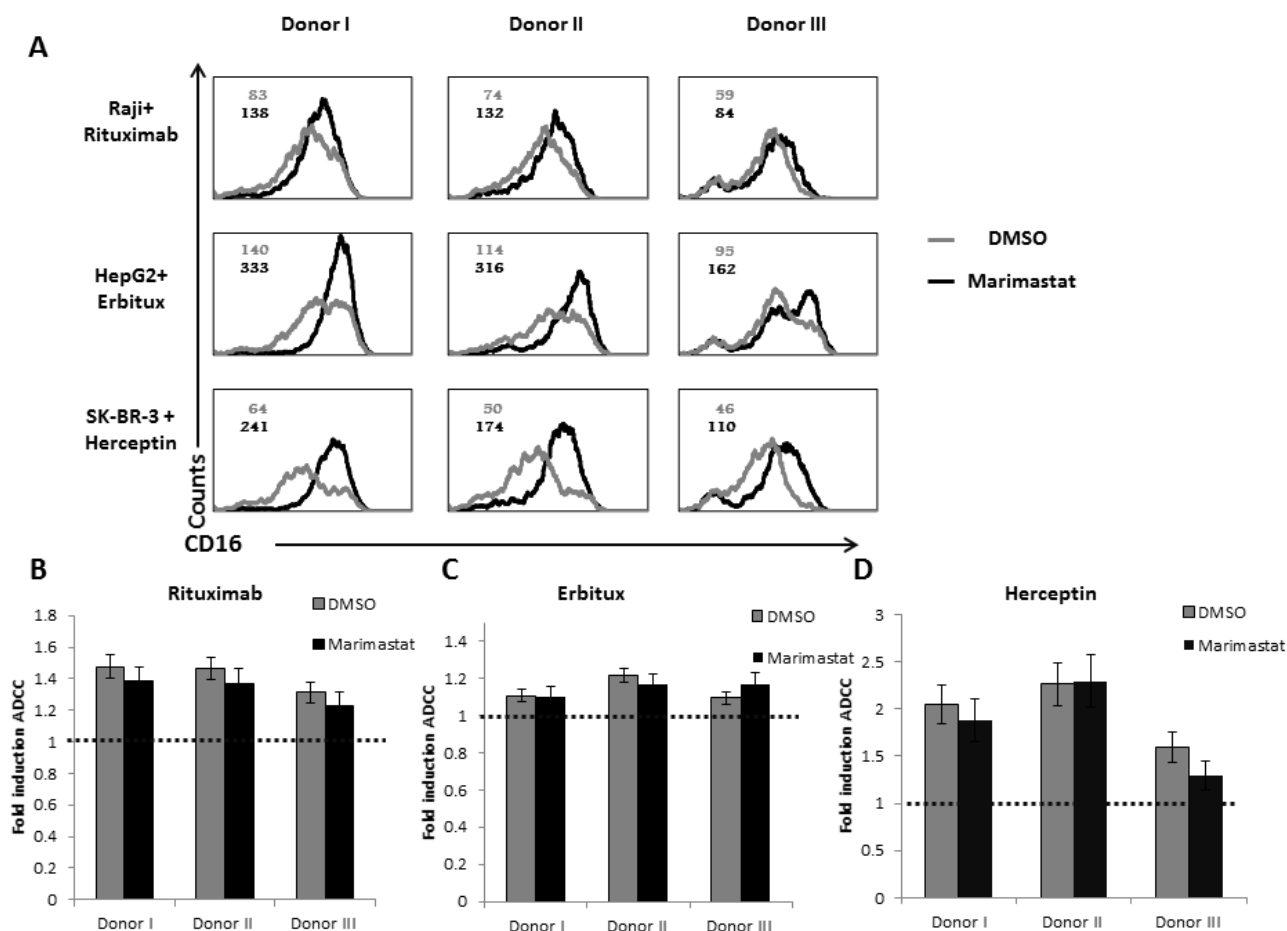 Donor I Donor II Donor III
A
Raji+
Rituximab
83
138
74
132
59
84
HepG2+
Erbitux
140
333
114
316
95
162
DMSO
Marimastat
SK-BR-3 +
Herceptin
64
241
50
174
46
110
Counts
CD16
B
Rituximab
DMSO
Marimastat
Fold induction ADCC
1.8
1.6
1.4
1.2
1
0.8
0.6
0.4
0.2
0
Donor I Donor II Donor III
C
Erbitux
DMSO
Marimastat
Fold induction ADCC
1.4
1.2
1
0.8
0.6
0.4
0.2
0
Donor I Donor II Donor III
D
Herceptin
DMSO
Marimastat
Fold induction ADCC
3
2.5
2
1.5
1
0.5
0
Donor I Donor II Donor III